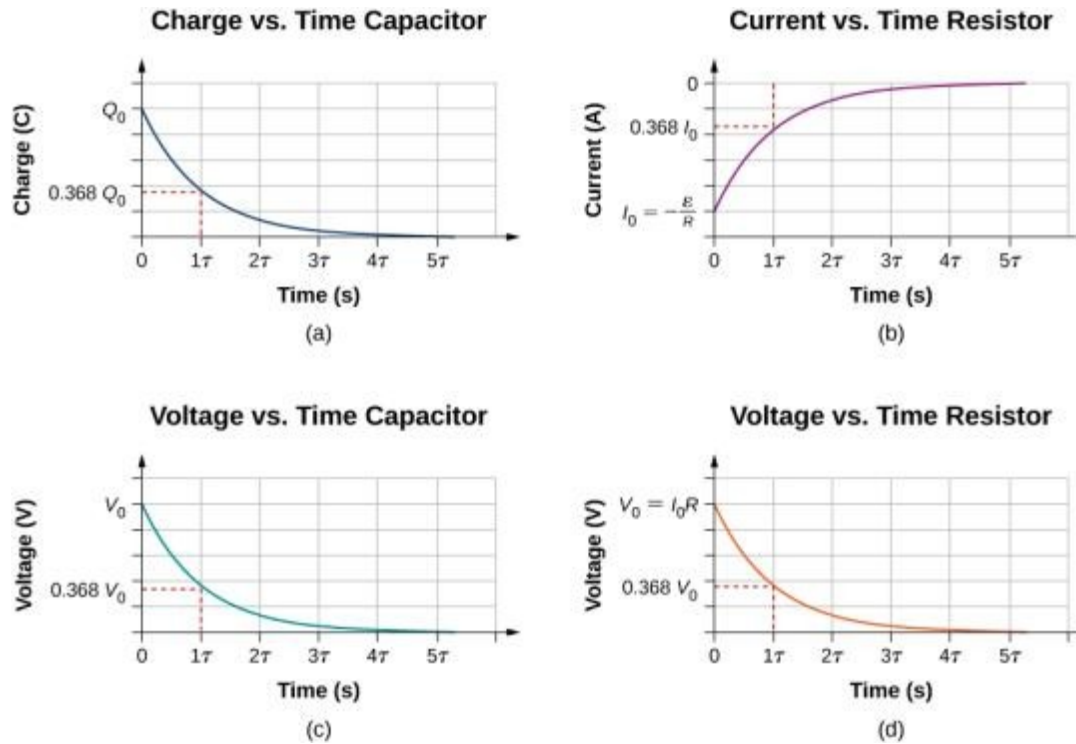 Charge vs. Time Capacitor
Charge (C)
Q₀
0.368 Q₀
0 1τ 2τ 3τ 4τ 5τ
Time (s)
(a)
Current vs. Time Resistor
Current (A)
0
0.368 I₀
I₀ = −ε/R
0 1τ 2τ 3τ 4τ 5τ
Time (s)
(b)
Voltage vs. Time Capacitor
Voltage (V)
V₀
0.368 V₀
0 1τ 2τ 3τ 4τ 5τ
Time (s)
(c)
Voltage vs. Time Resistor
Voltage (V)
V₀ = I₀R
0.368 V₀
0 1τ 2τ 3τ 4τ 5τ
Time (s)
(d)